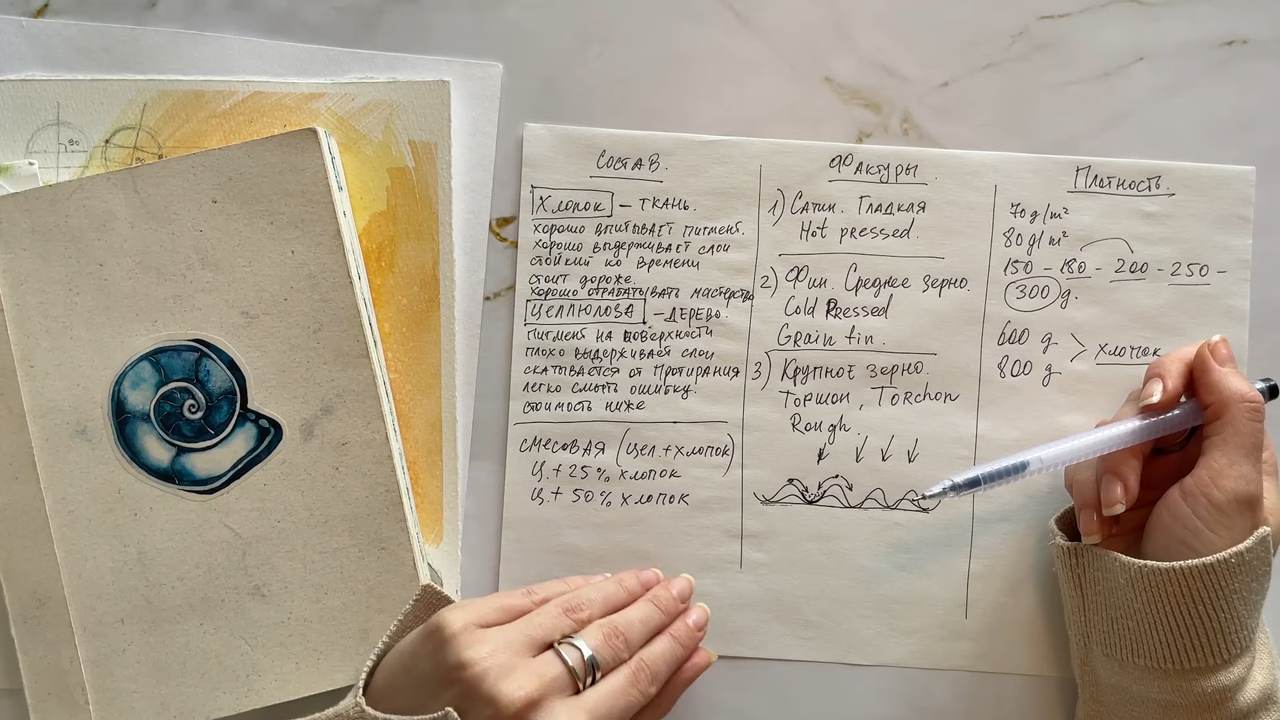 Состав.
Хлопок — ткань.
хорошо впитывает пигмент.
хорошо выдерживает слои
стойкий ко времени
стоит дороже.
хорошо отрабатывать мастерство
Целлюлоза — дерево.
пигмент на поверхности
плохо выдерживает слои
скатывается от протирания
легко смыть ошибку.
стоимость ниже
смесовая (цел.+хлопок)
Ц.+ 25% хлопок
Ц.+ 50% хлопок
Фактуры
1) Сатин. Гладкая
Hot pressed.
2) Фин. Среднее зерно.
Cold Pressed
Grain fin.
3) Крупное зерно.
Торшон, Torchon
Rough
Плотность.
70 g/m²
80 g/m²
150 - 180 - 200 - 250 -
300 g.
600 g
800 g > хлопок
90
90